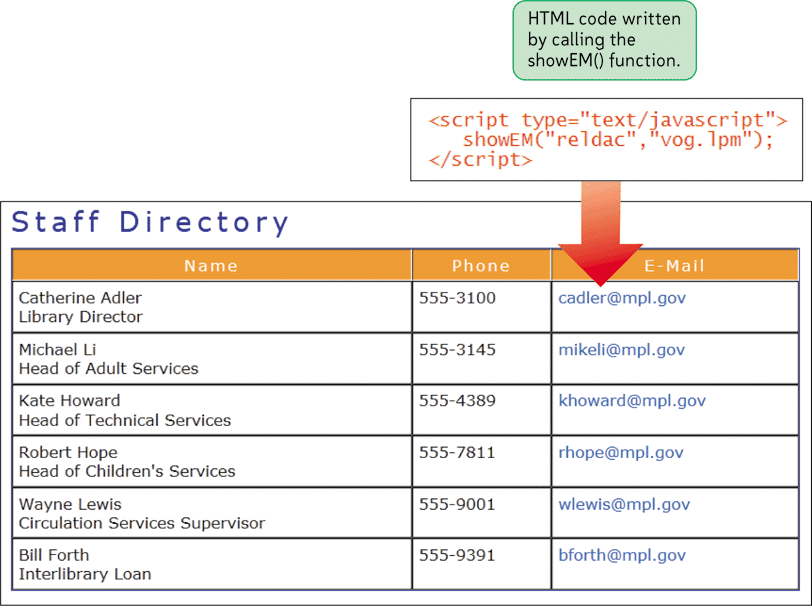 HTML code written
by calling the
showEM() function.
<script type="text/javascript">
showEM("reldac","vog.lpm");
</script>
Staff Directory
Name Phone E-Mail
Catherine Adler 555-3100 cadler@mpl.gov
Library Director
Michael Li 555-3145 mikeli@mpl.gov
Head of Adult Services
Kate Howard 555-4389 khoward@mpl.gov
Head of Technical Services
Robert Hope 555-7811 rhope@mpl.gov
Head of Children's Services
Wayne Lewis 555-9001 wlewis@mpl.gov
Circulation Services Supervisor
Bill Forth 555-9391 bforth@mpl.gov
Interlibrary Loan